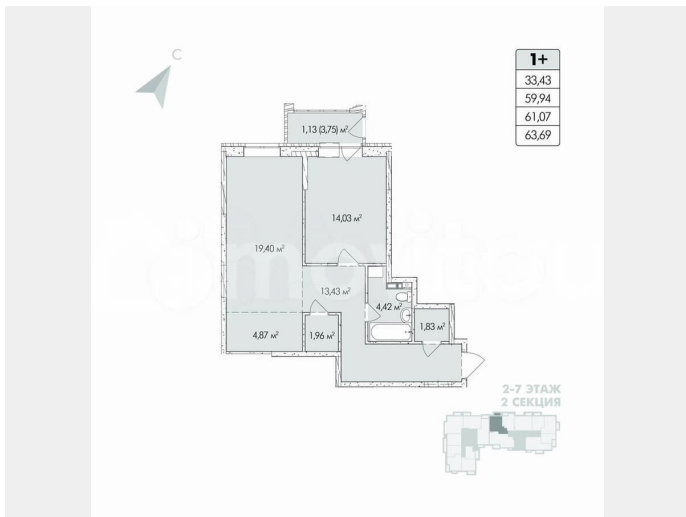 С
1+
33,43
59,94
61,07
63,69
1,13 (3,75) м²
14,03 м²
19,40 м²
13,43 м²
4,42 м²
1,83 м²
4,87 м²
1,96 м²
2-7 ЭТАЖ
2 СЕКЦИЯ